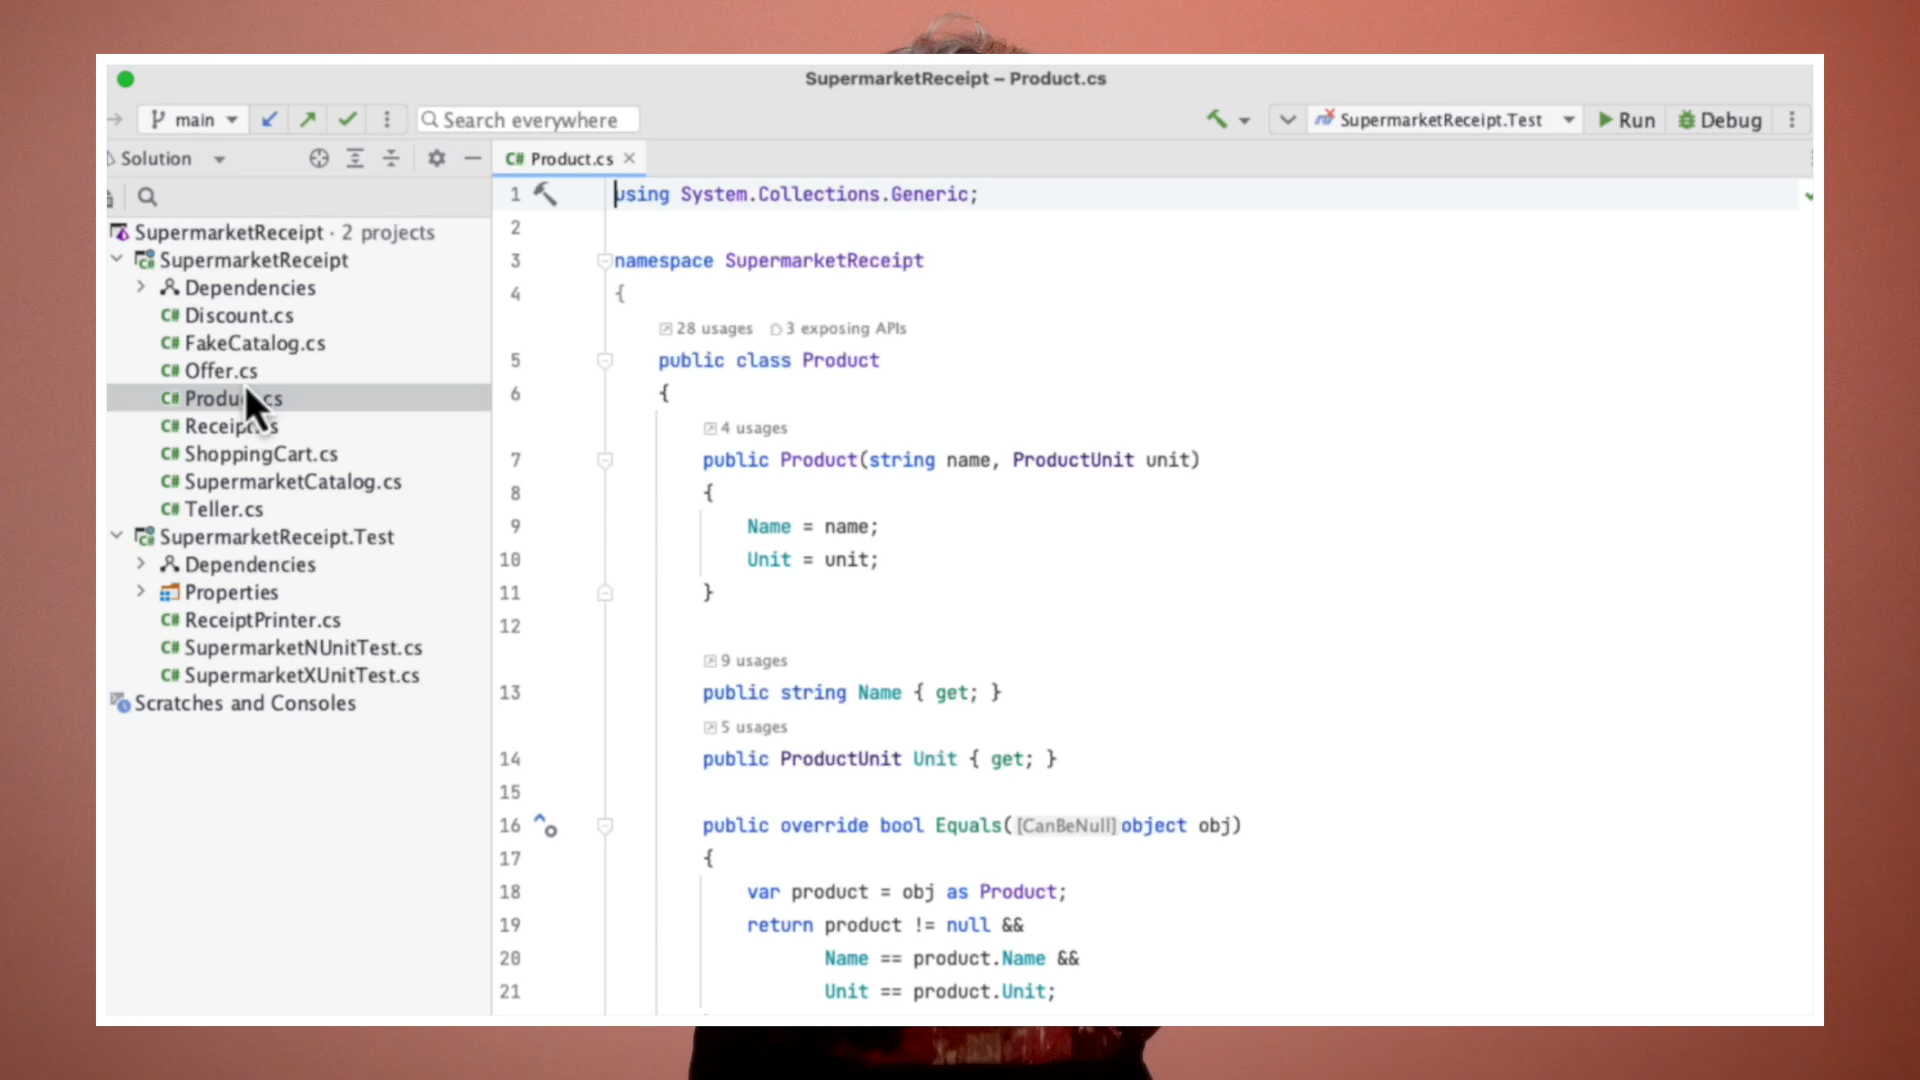 SupermarketReceipt – Product.cs
main
Search everywhere
SupermarketReceipt.Test
Run
Debug
Solution
C# Product.cs
SupermarketReceipt · 2 projects
SupermarketReceipt
Dependencies
C# Discount.cs
C# FakeCatalog.cs
C# Offer.cs
C# Produ cs
C# Receip s
C# ShoppingCart.cs
C# SupermarketCatalog.cs
C# Teller.cs
SupermarketReceipt.Test
Dependencies
Properties
C# ReceiptPrinter.cs
C# SupermarketNUnitTest.cs
C# SupermarketXUnitTest.cs
Scratches and Consoles
1 using System.Collections.Generic;
2
3 namespace SupermarketReceipt
4 {
28 usages 3 exposing APIs
5 public class Product
6 {
4 usages
7 public Product(string name, ProductUnit unit)
8 {
9 Name = name;
10 Unit = unit;
11 }
12
9 usages
13 public string Name { get; }
5 usages
14 public ProductUnit Unit { get; }
15
16 public override bool Equals([CanBeNull] object obj)
17 {
18 var product = obj as Product;
19 return product != null &&
20 Name == product.Name &&
21 Unit == product.Unit;